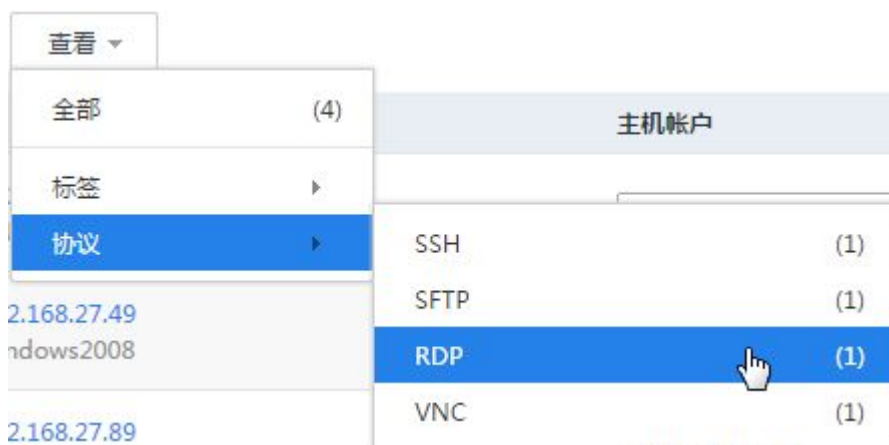 查看
全部 (4)
主机帐户
标签
协议
SSH (1)
SFTP (1)
2.168.27.49
ndows2008
RDP (1)
VNC (1)
2.168.27.89